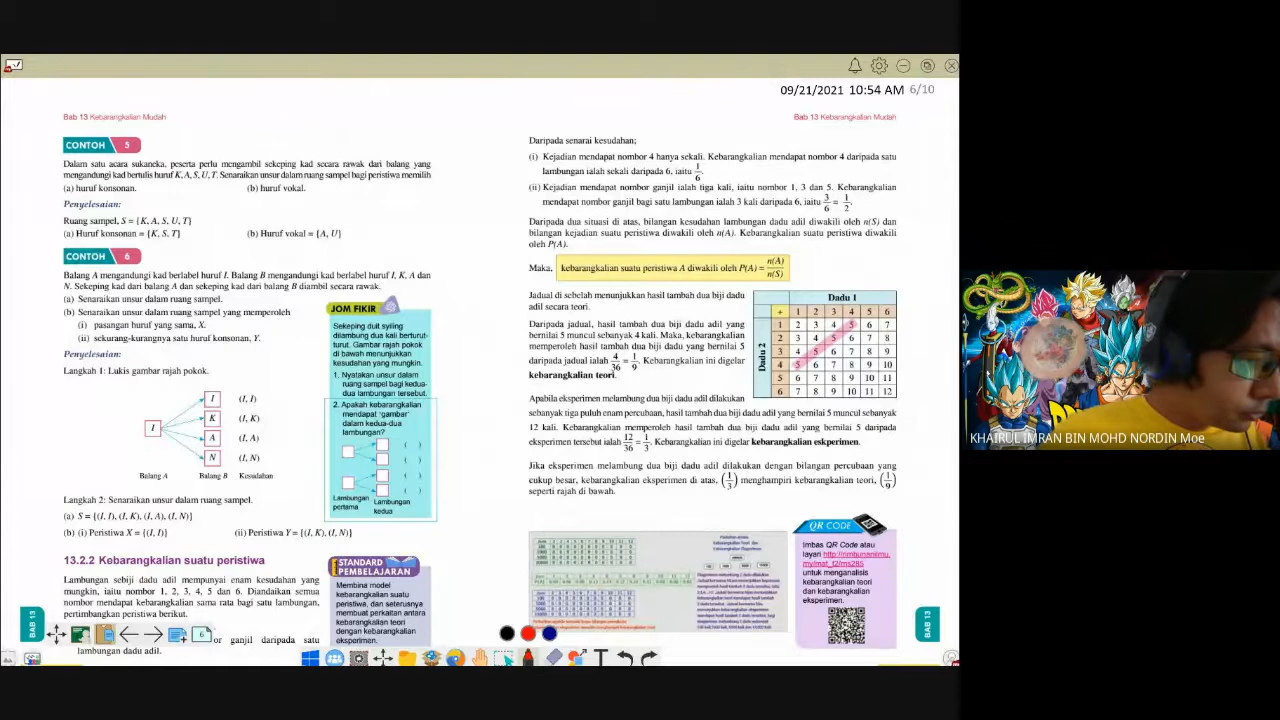 09/21/2021 10:54 AM 6/10
Bab 13 Kebarangkalian Mudah
CONTOH 5
Dalam satu acara sukaneka, peserta perlu mengambil sekeping kad secara rawak dari balang yang
mengandungi kad bertulis huruf K, A, S, U, T. Senaraikan unsur dalam ruang sampel bagi peristiwa memilih
(a) huruf konsonan. (b) huruf vokal.
Penyelesaian:
Ruang sampel, S = {K, A, S, U, T}
(a) Huruf konsonan = {K, S, T} (b) Huruf vokal = {A, U}
CONTOH 6
Balang A mengandungi kad berlabel huruf I. Balang B mengandungi kad berlabel huruf I, K, A dan
N. Sekeping kad dari balang A dan sekeping kad dari balang B diambil secara rawak.
(a) Senaraikan unsur dalam ruang sampel.
(b) Senaraikan unsur dalam ruang sampel yang memperoleh
(i) pasangan huruf yang sama, X.
(ii) sekurang-kurangnya satu huruf konsonan, Y.
Penyelesaian:
Langkah 1: Lukis gambar rajah pokok.
I
I (I, I)
K (I, K)
A (I, A)
N (I, N)
Balang A Balang B Kesudahan
Langkah 2: Senaraikan unsur dalam ruang sampel.
(a) S = {(I, I), (I, K), (I, A), (I, N)}
(b) (i) Peristiwa X = {(I, I)} (ii) Peristiwa Y = {(I, K), (I, N)}
JOM FIKIR
Sekeping duit syiling
dilambung dua kali berturut-
turut. Gambar rajah pokok
di bawah menunjukkan
kesudahan yang mungkin.
1. Nyatakan unsur dalam
ruang sampel bagi kedua-
dua lambungan tersebut.
2. Apakah kebarangkalian
mendapat 'gambar'
dalam kedua-dua
lambungan?
( )
( )
( )
( )
Lambungan
pertama
Lambungan
kedua
13.2.2 Kebarangkalian suatu peristiwa
Lambungan sebiji dadu adil mempunyai enam kesudahan yang
mungkin, iaitu nombor 1, 2, 3, 4, 5 dan 6. Diandaikan semua
nombor mendapat kebarangkalian sama rata bagi satu lambungan,
pertimbangkan peristiwa berikut.
or ganjil daripada satu
lambungan dadu adil.
STANDARD
PEMBELAJARAN
Membina model
kebarangkalian suatu
peristiwa, dan seterusnya
membuat perkaitan antara
kebarangkalian teori
dengan kebarangkalian
eksperimen.
BAB 13
6
Bab 13 Kebarangkalian Mudah
Daripada senarai kesudahan;
(i) Kejadian mendapat nombor 4 hanya sekali. Kebarangkalian mendapat nombor 4 daripada satu
lambungan ialah sekali daripada 6, iaitu 1/6.
(ii) Kejadian mendapat nombor ganjil ialah tiga kali, iaitu nombor 1, 3 dan 5. Kebarangkalian
mendapat nombor ganjil bagi satu lambungan ialah 3 kali daripada 6, iaitu 3/6 = 1/2.
Daripada dua situasi di atas, bilangan kesudahan lambungan dadu adil diwakili oleh n(S) dan
bilangan kejadian suatu peristiwa diwakili oleh n(A). Kebarangkalian suatu peristiwa diwakili
oleh P(A).
Maka, kebarangkalian suatu peristiwa A diwakili oleh P(A) = n(A)/n(S)
Jadual di sebelah menunjukkan hasil tambah dua biji dadu
adil secara teori.
Daripada jadual, hasil tambah dua biji dadu adil yang
bernilai 5 muncul sebanyak 4 kali. Maka, kebarangkalian
memperoleh hasil tambah dua biji dadu yang bernilai 5
daripada jadual ialah 4/36 = 1/9. Kebarangkalian ini digelar
kebarangkalian teori.
Dadu 1
Dadu 2
+ 1 2 3 4 5 6
1 2 3 4 5 6 7
2 3 4 5 6 7 8
3 4 5 6 7 8 9
4 5 6 7 8 9 10
5 6 7 8 9 10 11
6 7 8 9 10 11 12
Apabila eksperimen melambung dua biji dadu adil dilakukan
sebanyak tiga puluh enam percubaan, hasil tambah dua biji dadu adil yang bernilai 5 muncul sebanyak
12 kali. Kebarangkalian memperoleh hasil tambah dua biji dadu adil yang bernilai 5 daripada
eksperimen tersebut ialah 12/36 = 1/3. Kebarangkalian ini digelar kebarangkalian eskperimen.
Jika eksperimen melambung dua biji dadu adil dilakukan dengan bilangan percubaan yang
cukup besar, kebarangkalian eksperimen di atas, (1/3) menghampiri kebarangkalian teori, (1/9)
seperti rajah di bawah.
QR CODE
Imbas QR Code atau
layari http://rimbunanilmu.
my/mat_f2/ms285
untuk menganalisis
kebarangkalian teori
dan kebarangkalian
eksperimen.
BAB 13
KHAIRUL IMRAN BIN MOHD NORDIN Moe